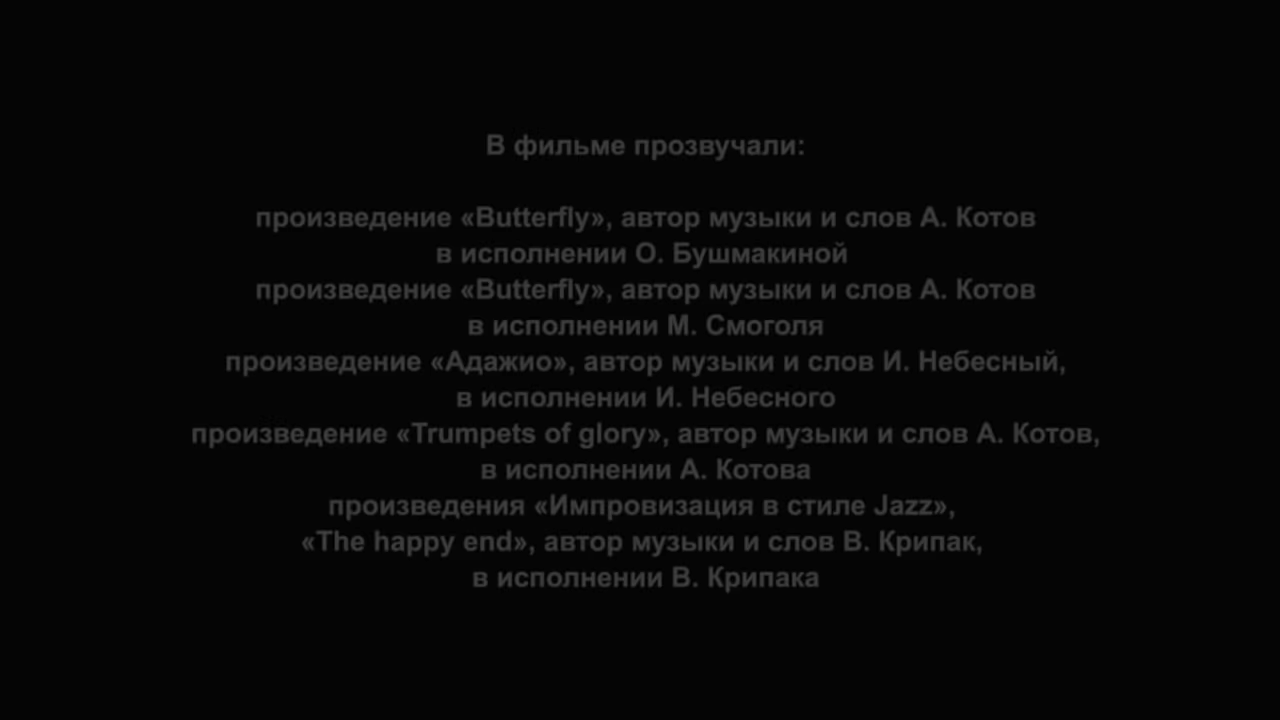 В фильме прозвучали:
произведение «Butterfly», автор музыки и слов А. Котов
в исполнении О. Бушмакиной
произведение «Butterfly», автор музыки и слов А. Котов
в исполнении М. Смоголя
произведение «Адажио», автор музыки и слов И. Небесный,
в исполнении И. Небесного
произведение «Trumpets of glory», автор музыки и слов А. Котов,
в исполнении А. Котова
произведения «Импровизация в стиле Jazz»,
«The happy end», автор музыки и слов В. Крипак,
в исполнении В. Крипака